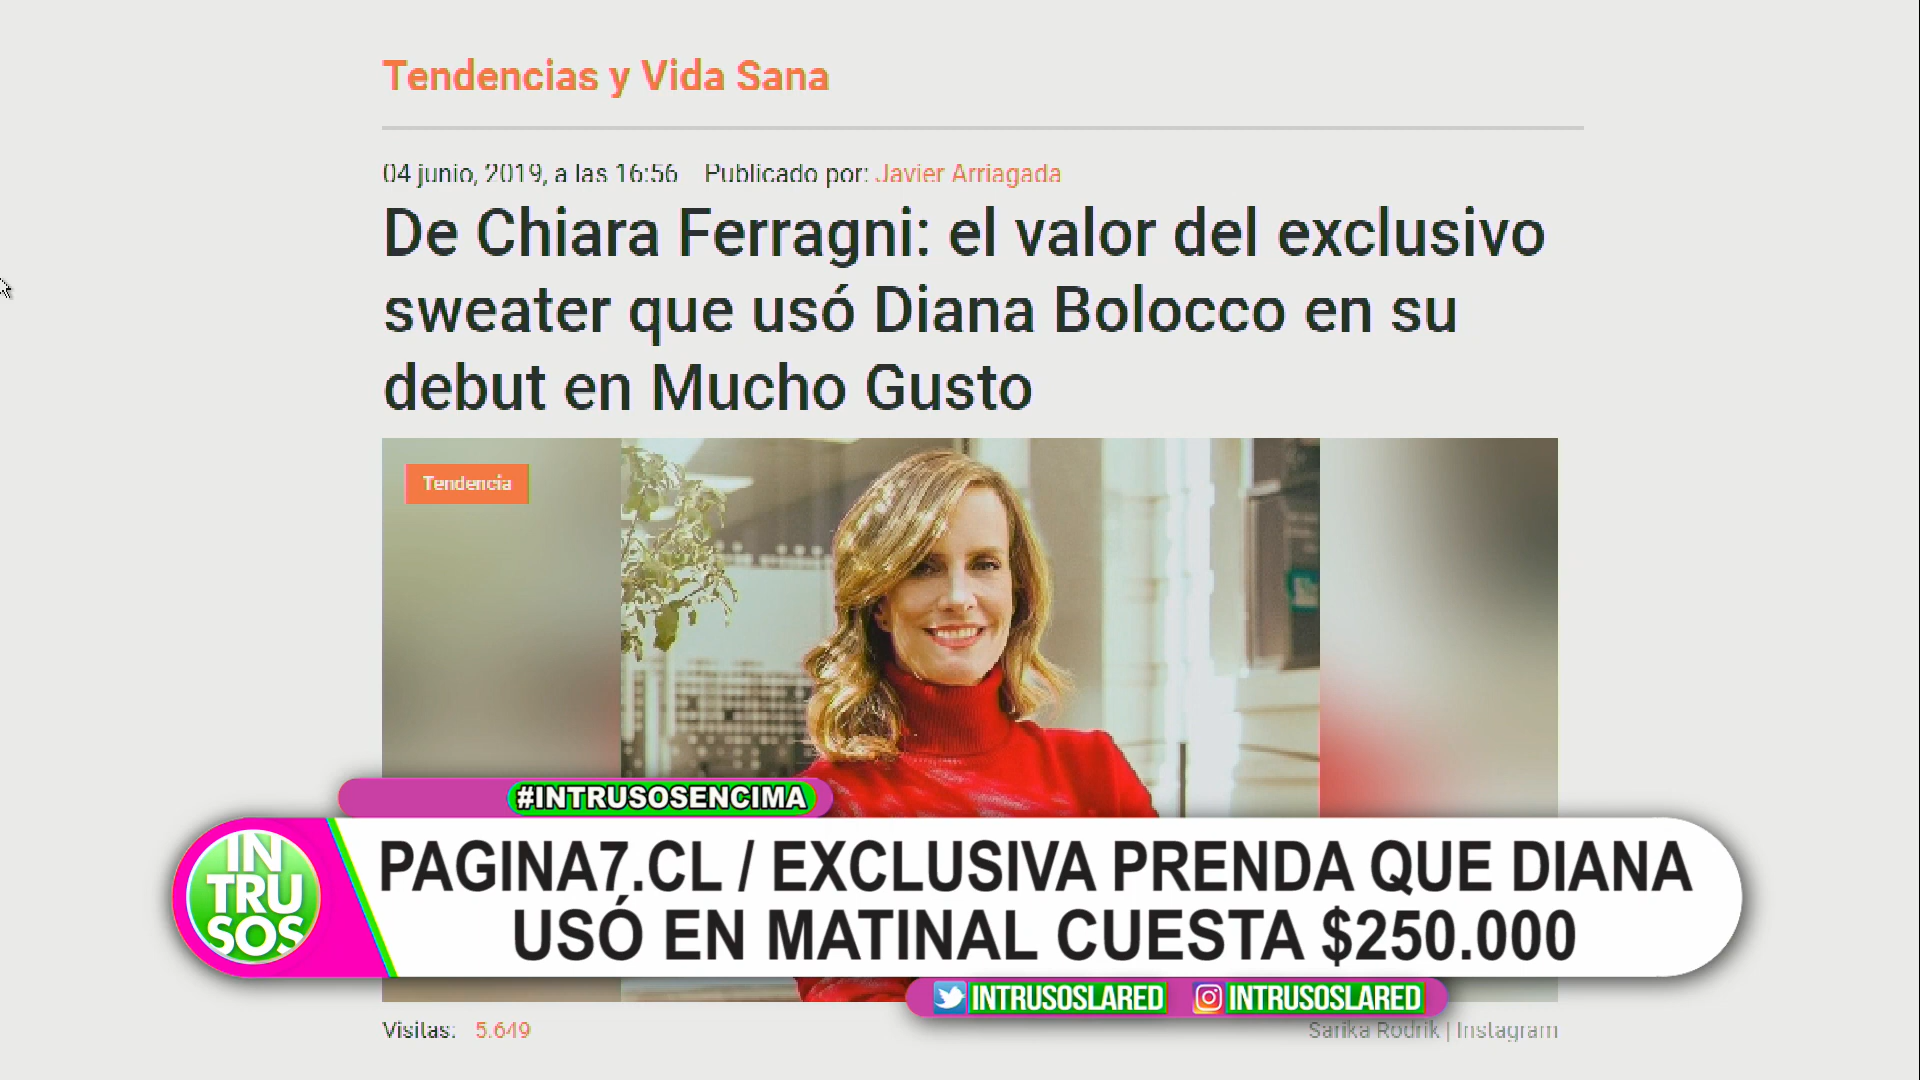 Tendencias y Vida Sana
04 junio, 2019, a las 16:56 Publicado por: Javier Arriagada
De Chiara Ferragni: el valor del exclusivo
sweater que usó Diana Bolocco en su
debut en Mucho Gusto
Tendencia
#INTRUSOSENCIMA
IN
TRU
SOS
PAGINA7.CL / EXCLUSIVA PRENDA QUE DIANA
USÓ EN MATINAL CUESTA $250.000
INTRUSOSLARED INTRUSOSLARED
Visitas: 5.649
Sarika Rodrik | Instagram